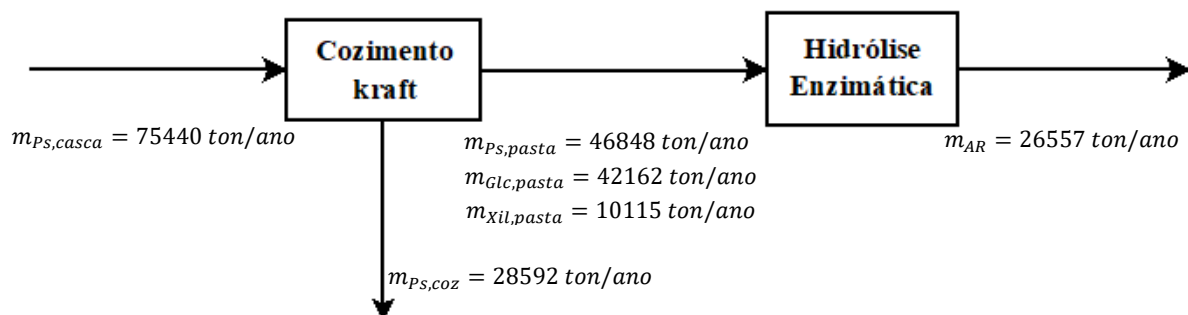 Cozimento
kraft
Hidrólise
Enzimática
m_{Ps,casca} = 75440 ton/ano
m_{Ps,pasta} = 46848 ton/ano
m_{Glc,pasta} = 42162 ton/ano
m_{Xil,pasta} = 10115 ton/ano
m_{AR} = 26557 ton/ano
m_{Ps,coz} = 28592 ton/ano